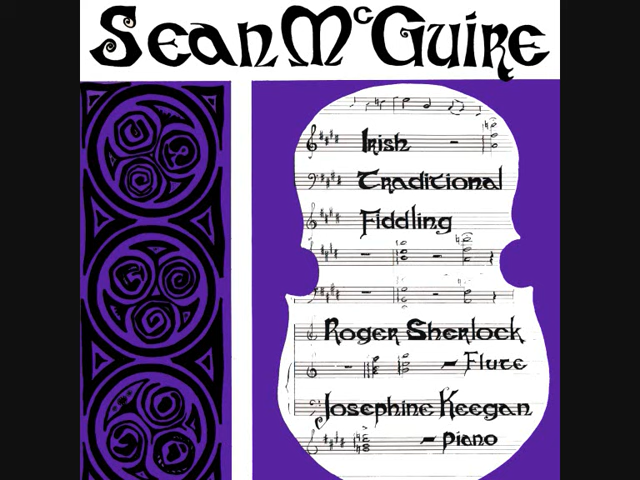 Sean McGuire
Irish
Traditional
Fiddling
Roger Sherlock
- Flute
Josephine Keegan
- Piano